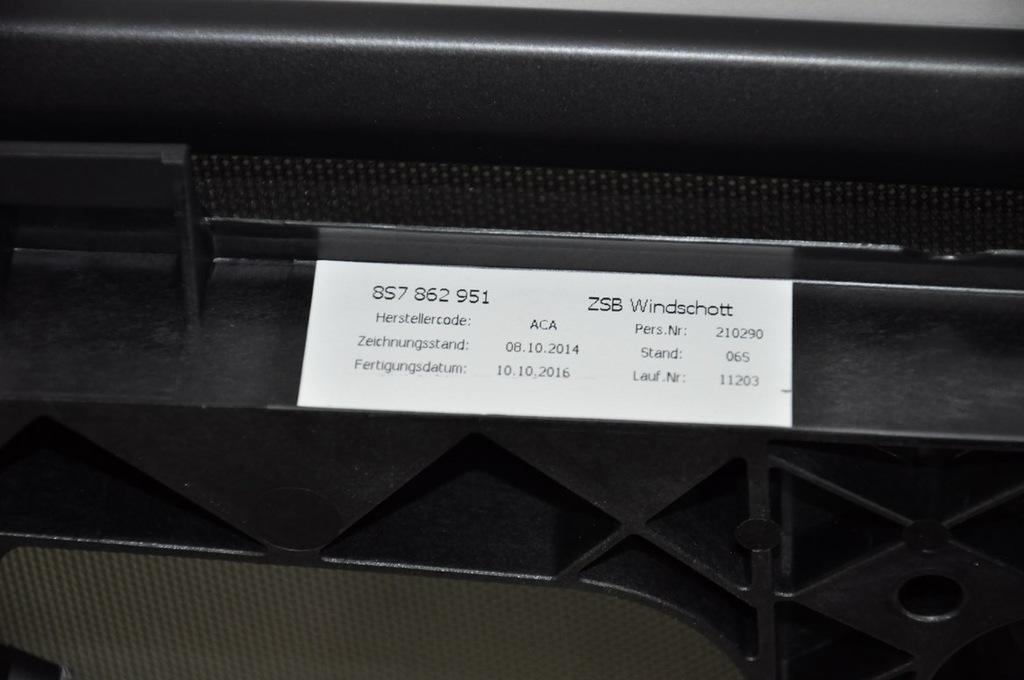 8S7 862 951 ZSB Windschott
Herstellercode: ACA Pers.Nr: 210290
Zeichnungsstand: 08.10.2014 Stand: 06S
Fertigungsdatum: 10.10.2016 Lauf.Nr: 11203